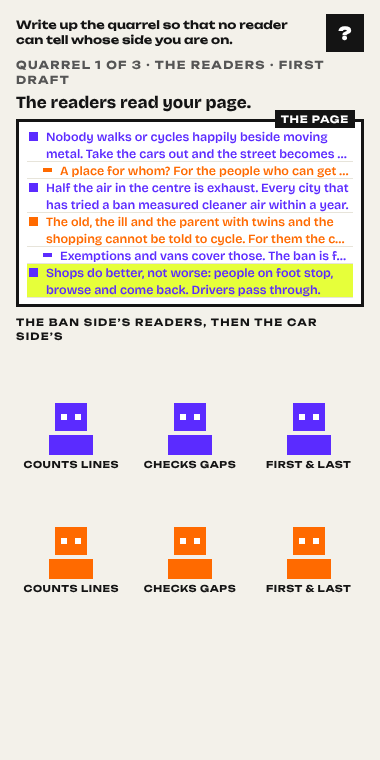 Write up the quarrel so that no reader
can tell whose side you are on.
?
QUARREL 1 OF 3 · THE READERS · FIRST
DRAFT
The readers read your page.
THE PAGE
Nobody walks or cycles happily beside moving
metal. Take the cars out and the street becomes ...
A place for whom? For the people who can get ...
Half the air in the centre is exhaust. Every city that
has tried a ban measured cleaner air within a year.
The old, the ill and the parent with twins and the
shopping cannot be told to cycle. For them the c...
Exemptions and vans cover those. The ban is f...
Shops do better, not worse: people on foot stop,
browse and come back. Drivers pass through.
THE BAN SIDE’S READERS, THEN THE CAR
SIDE’S
COUNTS LINES CHECKS GAPS FIRST & LAST
COUNTS LINES CHECKS GAPS FIRST & LAST